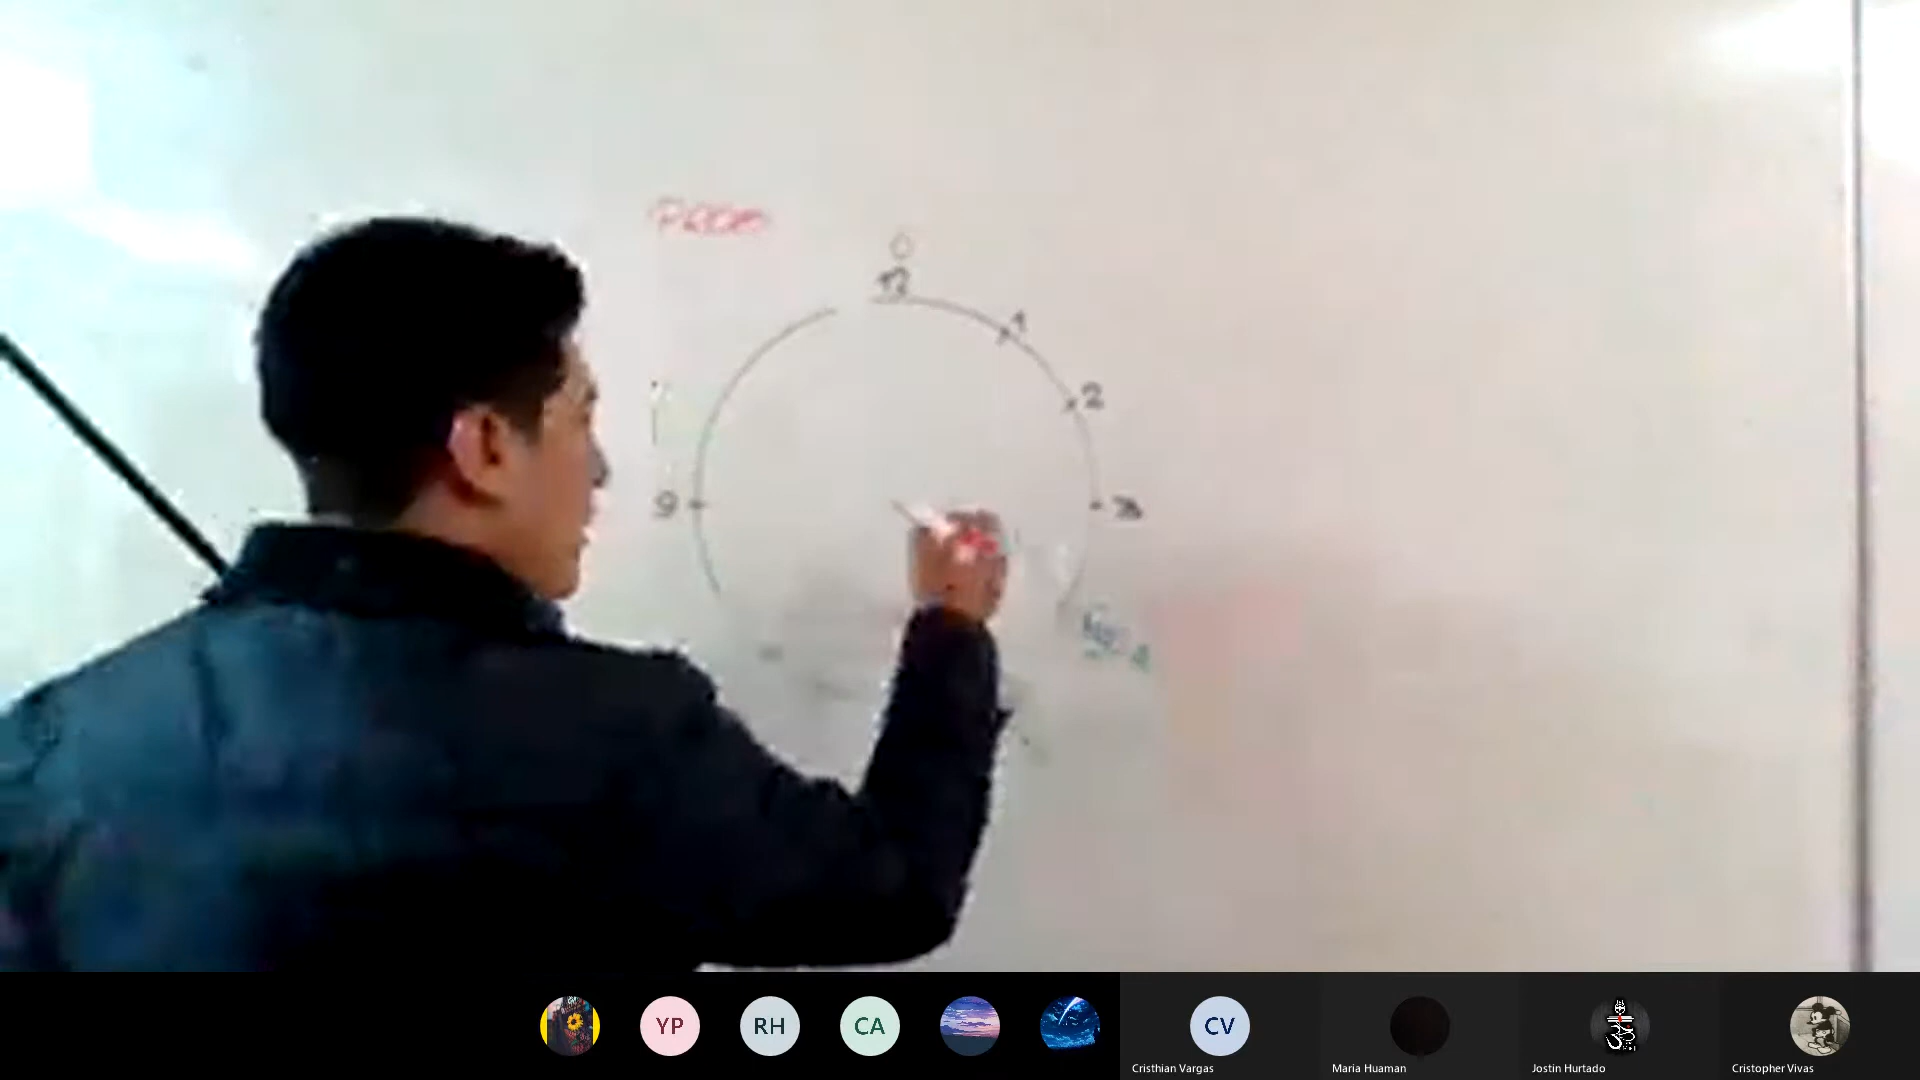 0
12
1
2
9
3
YP
RH
CA
CV
Cristhian Vargas
Maria Huaman
Jostin Hurtado
Cristopher Vivas